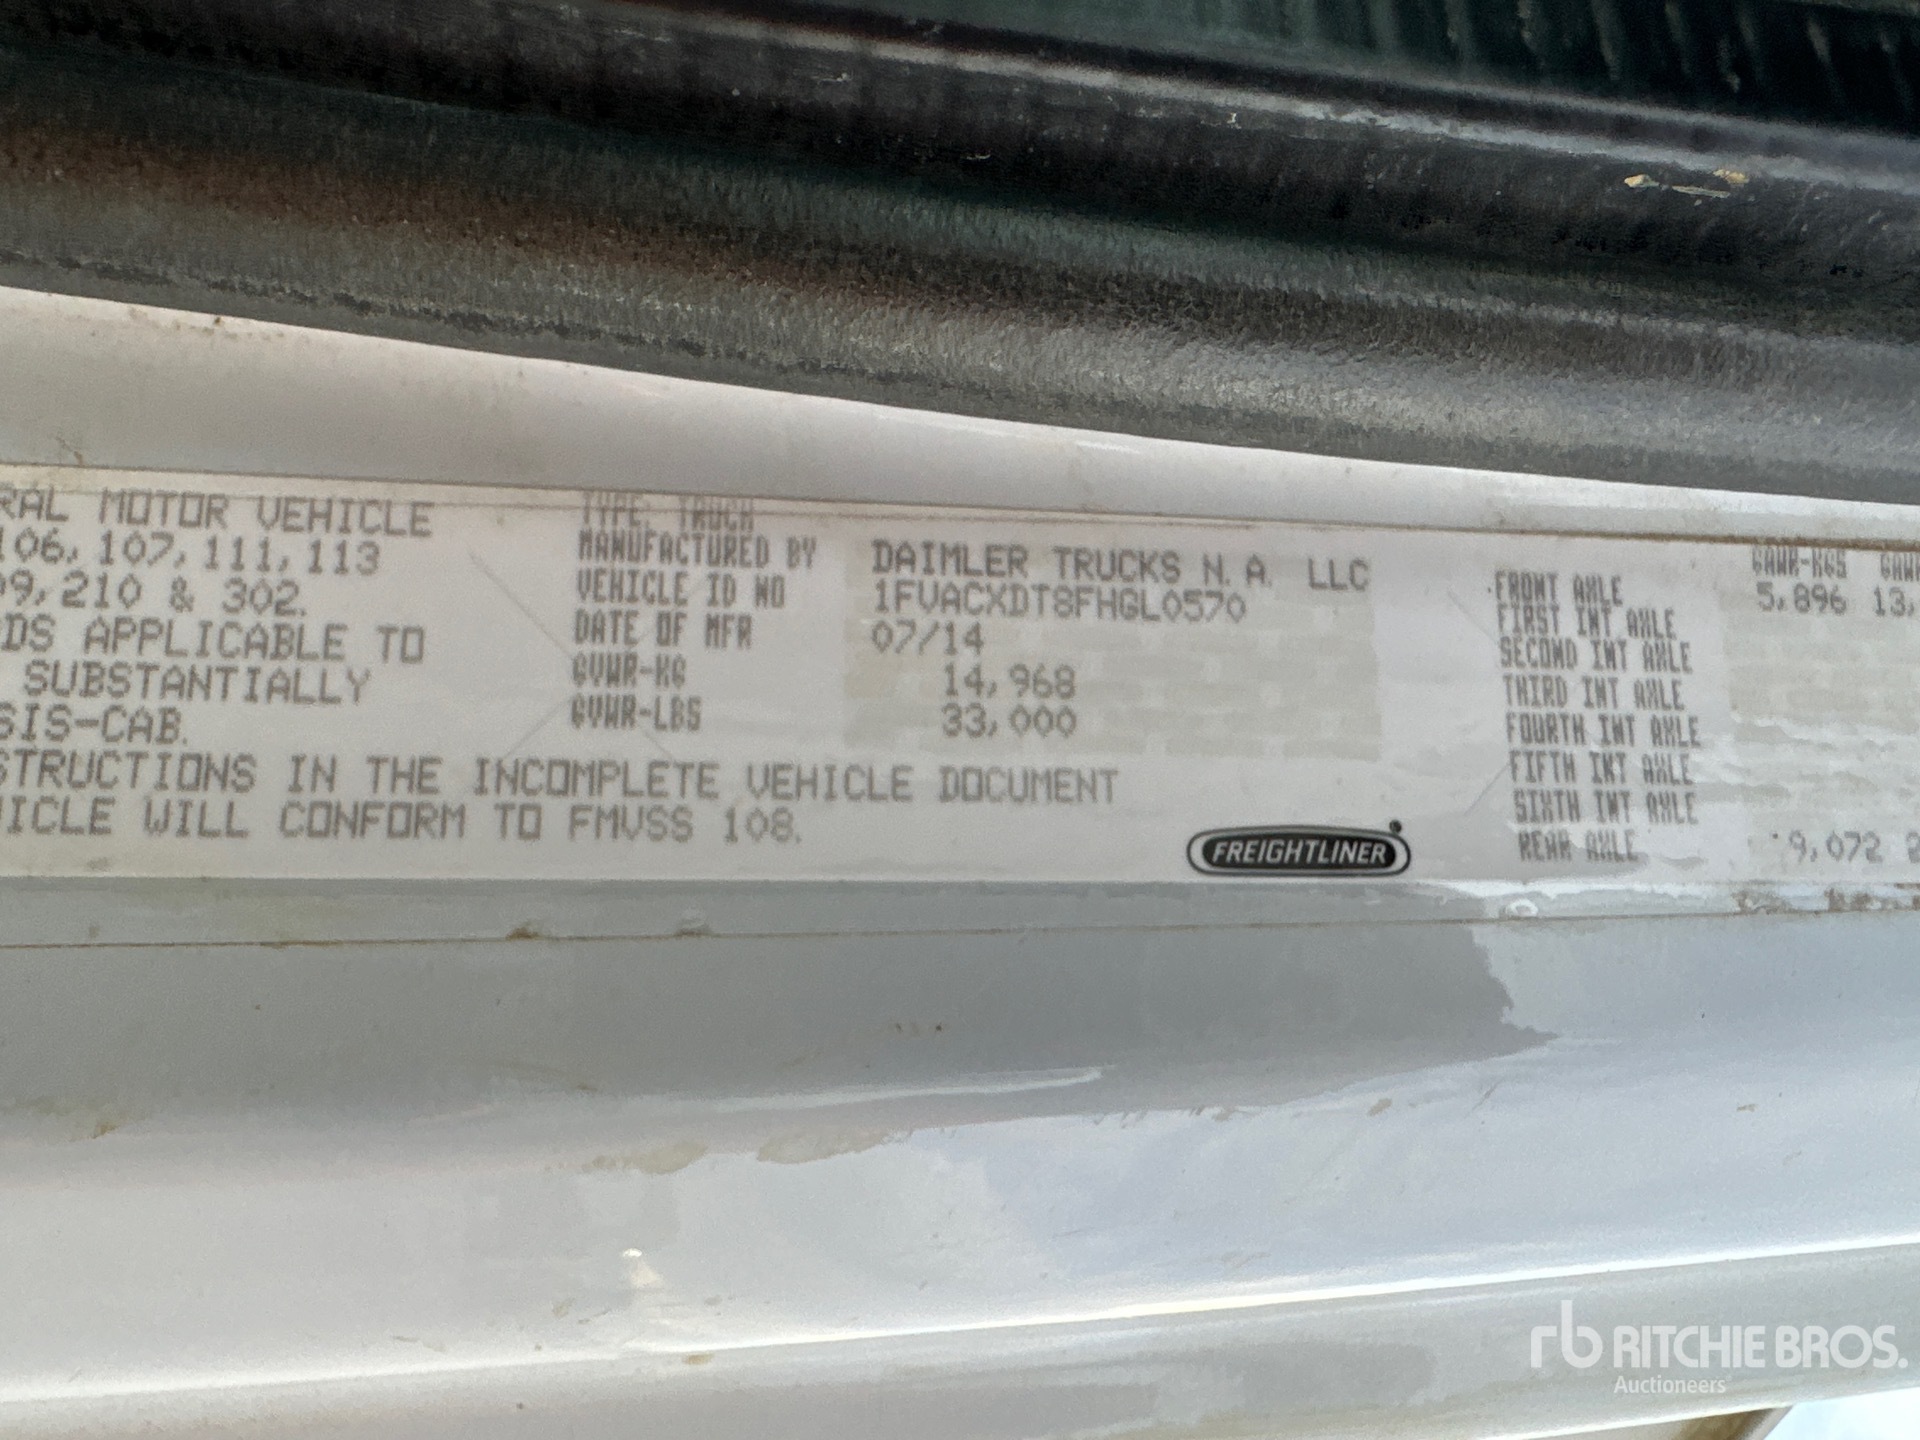 RAL MOTOR VEHICLE
106, 107, 111, 113
09, 210 & 302.
DS APPLICABLE TO
SUBSTANTIALLY
SIS-CAB.
STRUCTIONS IN THE INCOMPLETE VEHICLE DOCUMENT
ICLE WILL CONFORM TO FMVSS 108.
TYPE: TRUCK
MANUFACTURED BY DAIMLER TRUCKS N.A. LLC
VEHICLE ID NO 1FVACXDT8FHGL0570
DATE OF MFR 07/14
GVWR-KG 14,968
GVWR-LBS 33,000
FREIGHTLINER
GAWR-KGS GAWR
FRONT AXLE 5,896 13,
FIRST INT AXLE
SECOND INT AXLE
THIRD INT AXLE
FOURTH INT AXLE
FIFTH INT AXLE
SIXTH INT AXLE
REAR AXLE 9,072 2
rb RITCHIE BROS.
Auctioneers